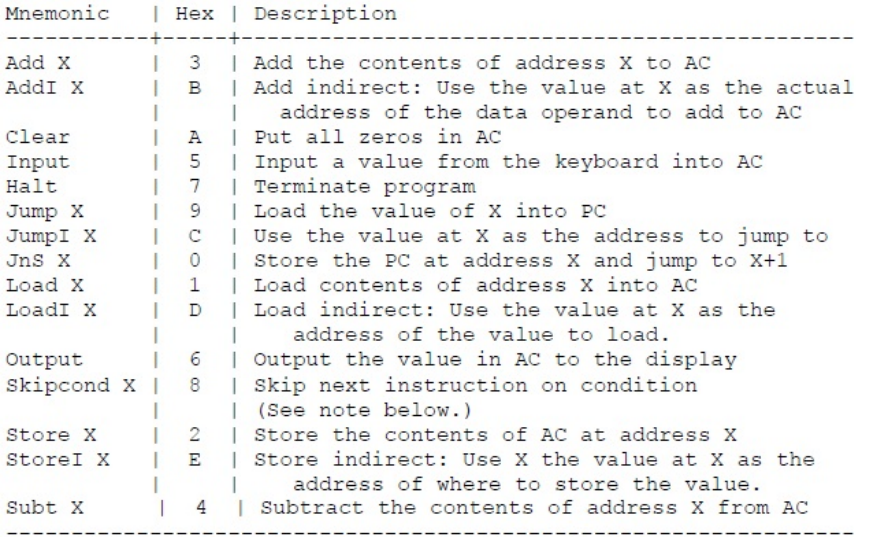 Mnemonic | Hex | Description
-----------+-----+------------------------------------------------
Add X | 3 | Add the contents of address X to AC
AddI X | B | Add indirect: Use the value at X as the actual
| | address of the data operand to add to AC
Clear | A | Put all zeros in AC
Input | 5 | Input a value from the keyboard into AC
Halt | 7 | Terminate program
Jump X | 9 | Load the value of X into PC
JumpI X | C | Use the value at X as the address to jump to
JnS X | 0 | Store the PC at address X and jump to X+1
Load X | 1 | Load contents of address X into AC
LoadI X | D | Load indirect: Use the value at X as the
| | address of the value to load.
Output | 6 | Output the value in AC to the display
Skipcond X | 8 | Skip next instruction on condition
| | (See note below.)
Store X | 2 | Store the contents of AC at address X
StoreI X | E | Store indirect: Use X the value at X as the
| | address of where to store the value.
Subt X | 4 | Subtract the contents of address X from AC
------------------------------------------------------------------